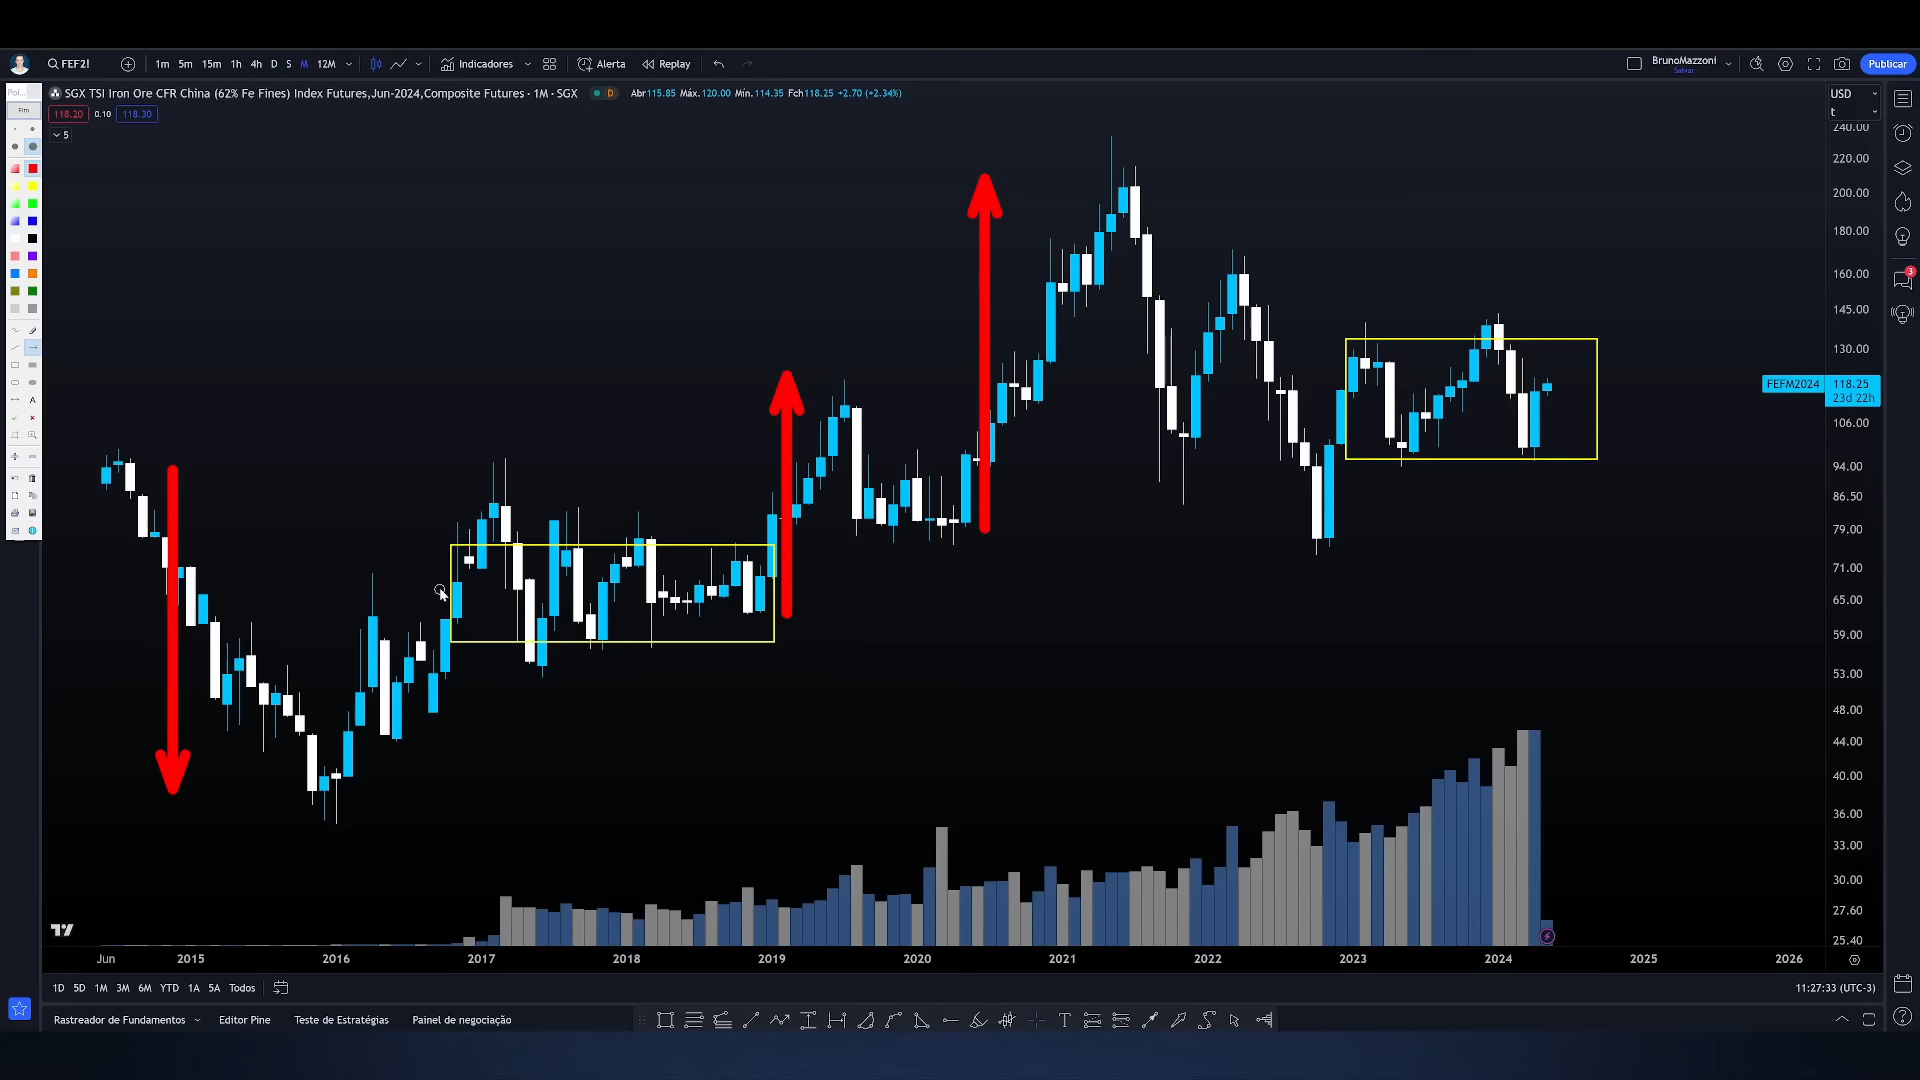 FEF2!
1m 5m 15m 1h 4h D S M 12M
Indicadores
Alerta
Replay
BrunoMazzoni
Salvar
Publicar
SGX TSI Iron Ore CFR China (62% Fe Fines) Index Futures,Jun-2024,Composite Futures · 1M · SGX
D
Abr115.85 Máx.120.00 Mín.114.35 Fch118.25 +2.70 (+2.34%)
USD
t
118.20 0.10 118.30
5
Poi...
Fim
A
3
240.00
220.00
200.00
180.00
160.00
145.00
130.00
FEFM2024 118.25
23d 22h
106.00
94.00
86.50
79.00
71.00
65.00
59.00
53.00
48.00
44.00
40.00
36.00
33.00
30.00
27.60
25.40
Jun 2015 2016 2017 2018 2019 2020 2021 2022 2023 2024 2025 2026
1D 5D 1M 3M 6M YTD 1A 5A Todos
11:27:33 (UTC-3)
Rastreador de Fundamentos Editor Pine Teste de Estratégias Painel de negociação